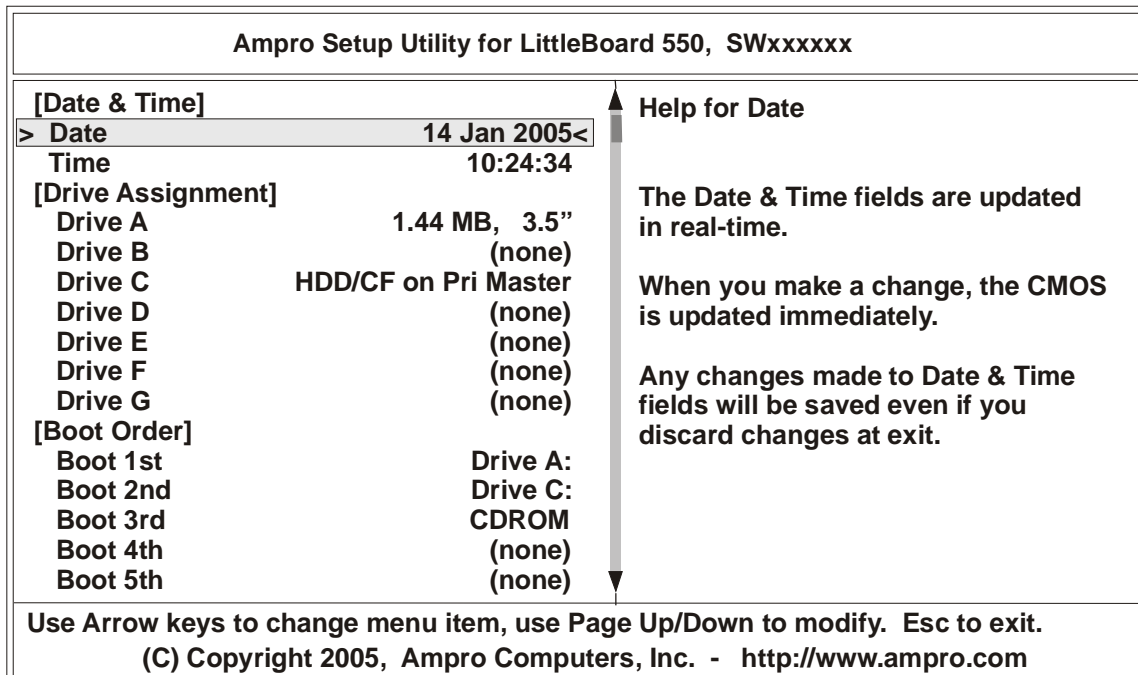 Ampro Setup Utility for LittleBoard 550, SWxxxxxx
[Date & Time]
> Date 14 Jan 2005<
Time 10:24:34
[Drive Assignment]
Drive A 1.44 MB, 3.5”
Drive B (none)
Drive C HDD/CF on Pri Master
Drive D (none)
Drive E (none)
Drive F (none)
Drive G (none)
[Boot Order]
Boot 1st Drive A:
Boot 2nd Drive C:
Boot 3rd CDROM
Boot 4th (none)
Boot 5th (none)
Help for Date
The Date & Time fields are updated
in real-time.
When you make a change, the CMOS
is updated immediately.
Any changes made to Date & Time
fields will be saved even if you
discard changes at exit.
Use Arrow keys to change menu item, use Page Up/Down to modify. Esc to exit.
(C) Copyright 2005, Ampro Computers, Inc. - http://www.ampro.com